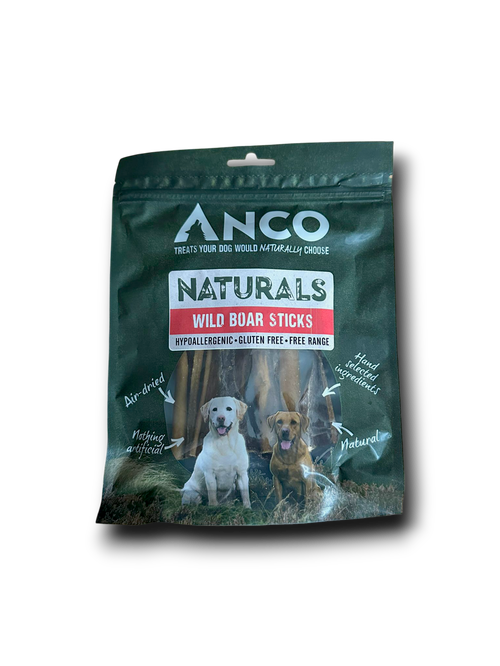 ANCO
TREATS YOUR DOG WOULD NATURALLY CHOOSE
NATURALS
WILD BOAR STICKS
HYPOALLERGENIC • GLUTEN FREE • FREE RANGE
Air-dried
Hand
selected
ingredients
Nothing
artificial
Natural